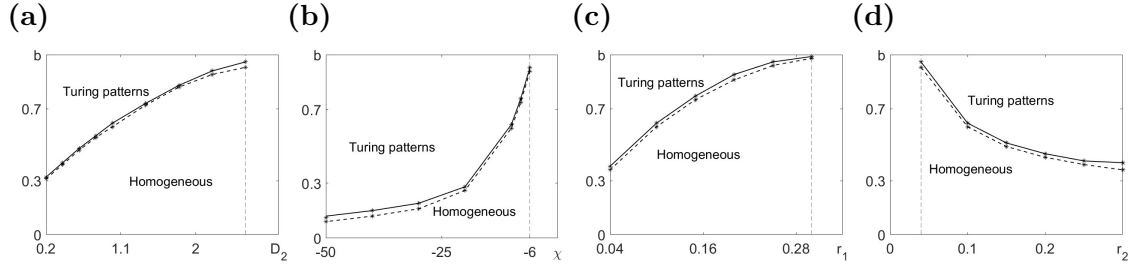 (a) (b) (c) (d)
b
0.7
0.3
0
Turing patterns
Homogeneous
0.2 1.1 2 D2
b
0.7
0.3
0
Turing patterns
Homogeneous
-50 -25 -6 χ
b
0.7
0.3
0
Turing patterns
Homogeneous
0.04 0.16 0.28 r1
b
0.7
0.3
0
Turing patterns
Homogeneous
0 0.1 0.2 r2